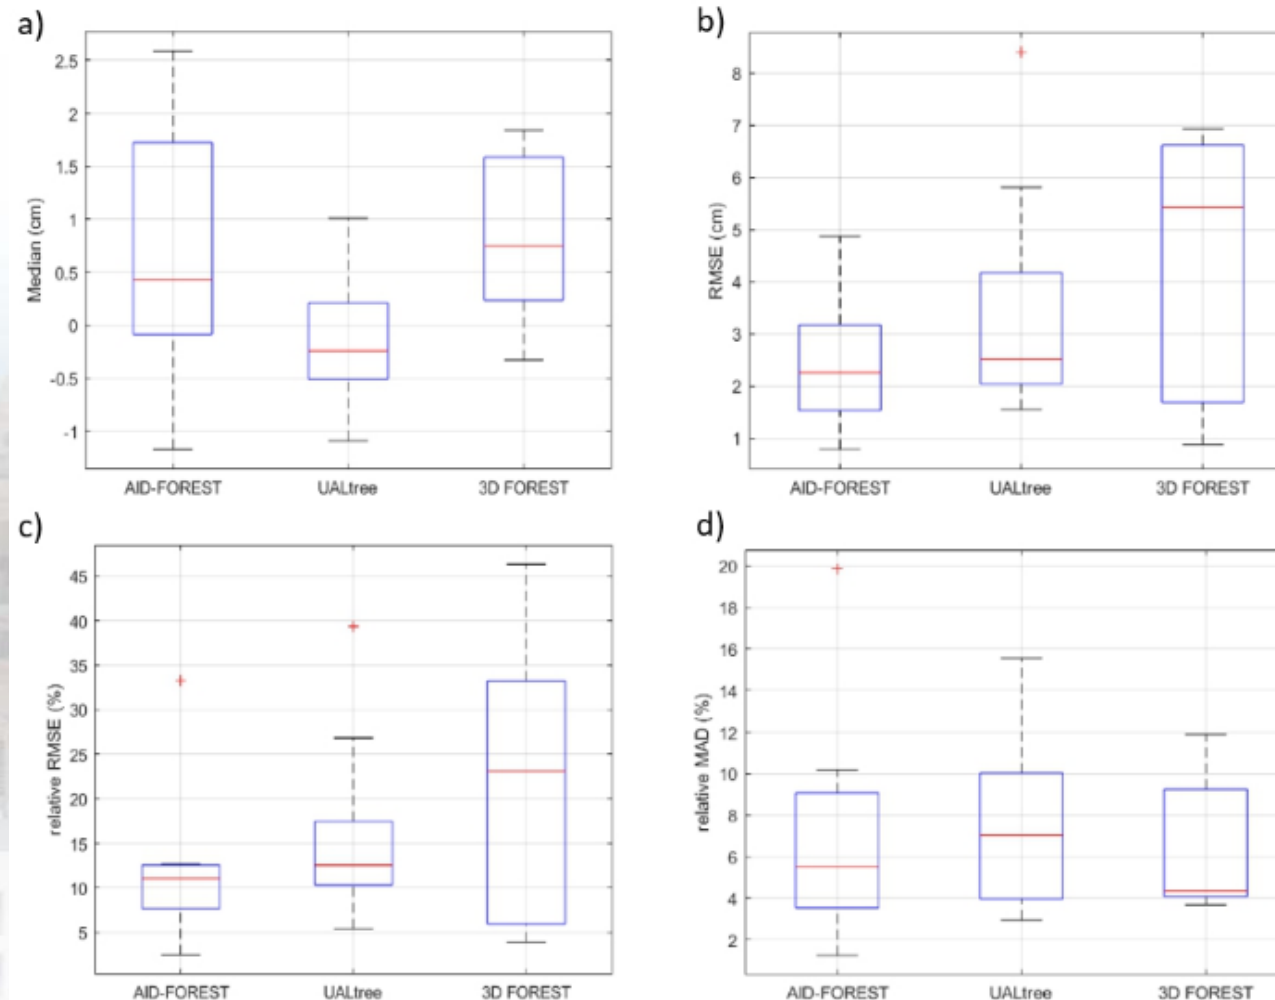 a)
Median (cm)
2.5
2
1.5
1
0.5
0
-0.5
-1
AID-FOREST UALtree 3D FOREST
b)
RMSE (cm)
8
7
6
5
4
3
2
1
AID-FOREST UALtree 3D FOREST
c)
relative RMSE (%)
45
40
35
30
25
20
15
10
5
AID-FOREST UALtree 3D FOREST
d)
relative MAD (%)
20
18
16
14
12
10
8
6
4
2
AID-FOREST UALtree 3D FOREST